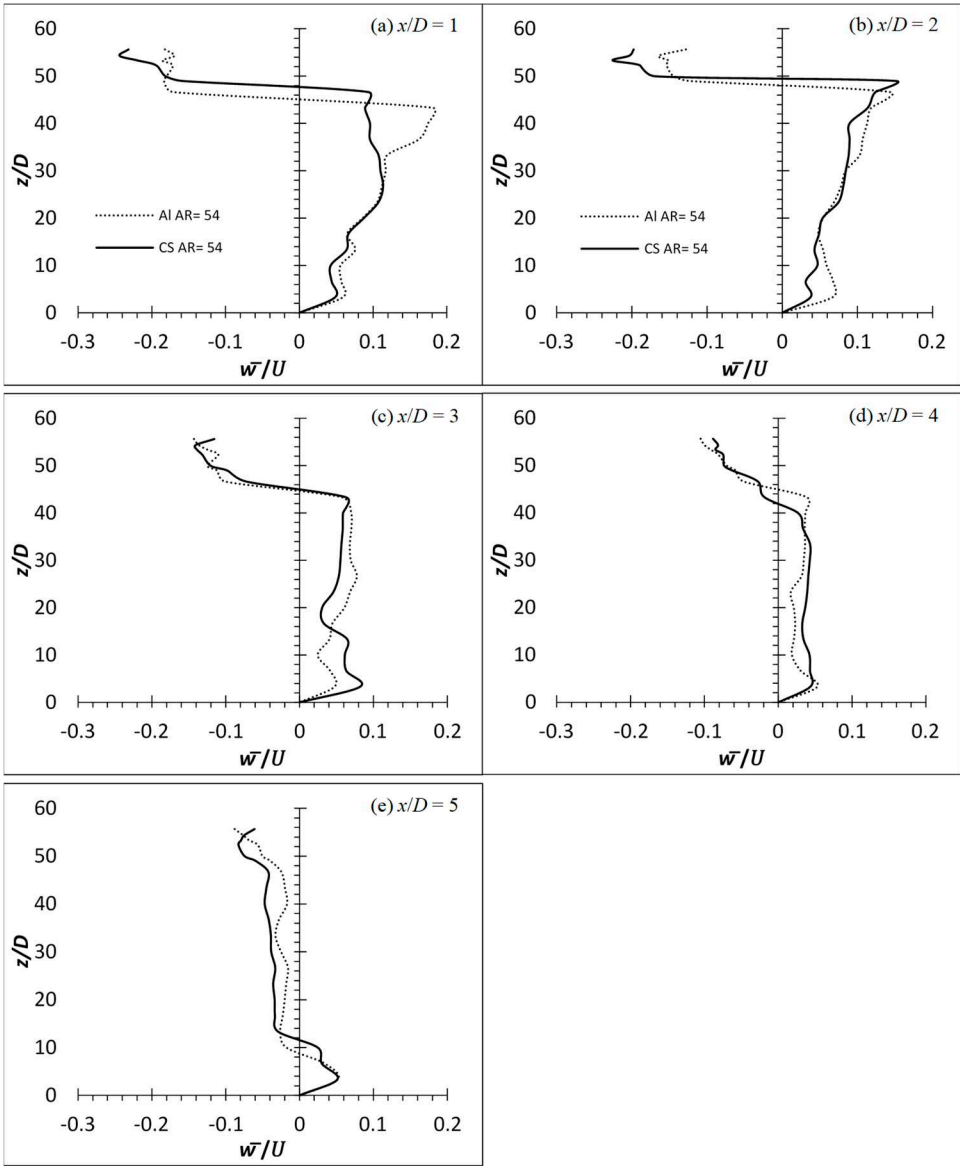 (a) x/D = 1
60
50
40
30
20
10
0
z/D
Al AR= 54
CS AR= 54
-0.3 -0.2 -0.1 0 0.1 0.2
w̅/U
(b) x/D = 2
60
50
40
30
20
10
0
z/D
Al AR= 54
CS AR= 54
-0.3 -0.2 -0.1 0 0.1 0.2
w̅/U
(c) x/D = 3
60
50
40
30
20
10
0
z/D
-0.3 -0.2 -0.1 0 0.1 0.2
w̅/U
(d) x/D = 4
60
50
40
30
20
10
0
z/D
-0.3 -0.2 -0.1 0 0.1 0.2
w̅/U
(e) x/D = 5
60
50
40
30
20
10
0
z/D
-0.3 -0.2 -0.1 0 0.1 0.2
w̅/U